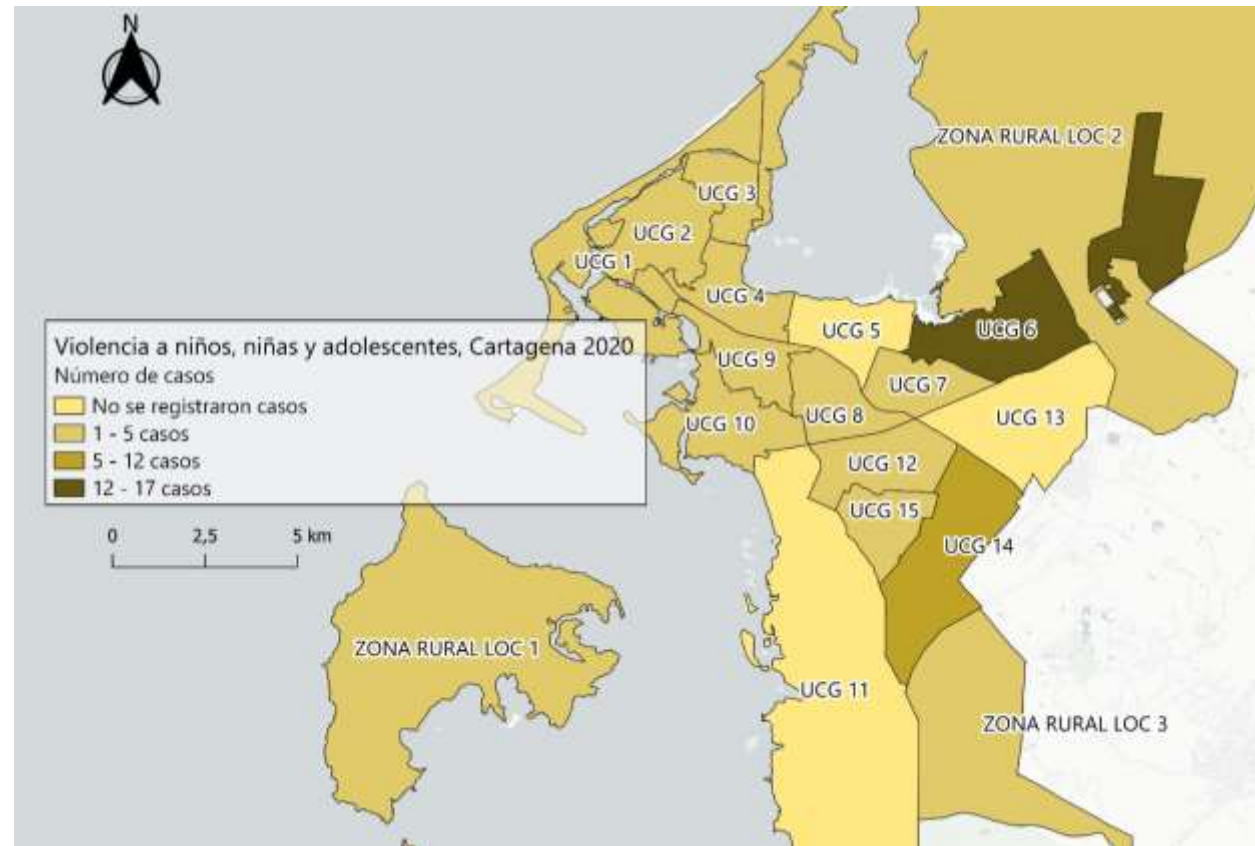 N
ZONA RURAL LOC 2
UCG 3
UCG 2
UCG 1
UCG 4
UCG 5
UCG 6
Violencia a niños, niñas y adolescentes, Cartagena 2020
Número de casos
No se registraron casos
1 - 5 casos
5 - 12 casos
12 - 17 casos
UCG 9
UCG 7
UCG 8
UCG 13
UCG 10
UCG 12
UCG 15
0 2,5 5 km
UCG 14
ZONA RURAL LOC 1
UCG 11
ZONA RURAL LOC 3